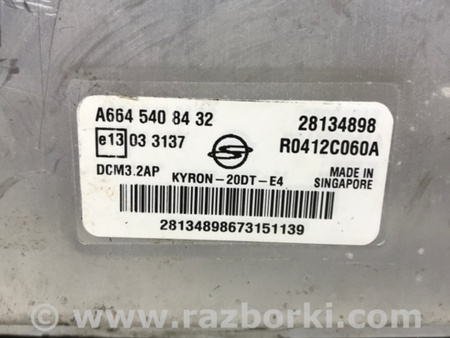 A664 540 84 32 28134898
e13 03 3137 R0412C060A
DCM3.2AP KYRON-20DT-E4 MADE IN SINGAPORE
28134898673151139
© www.razborki.com